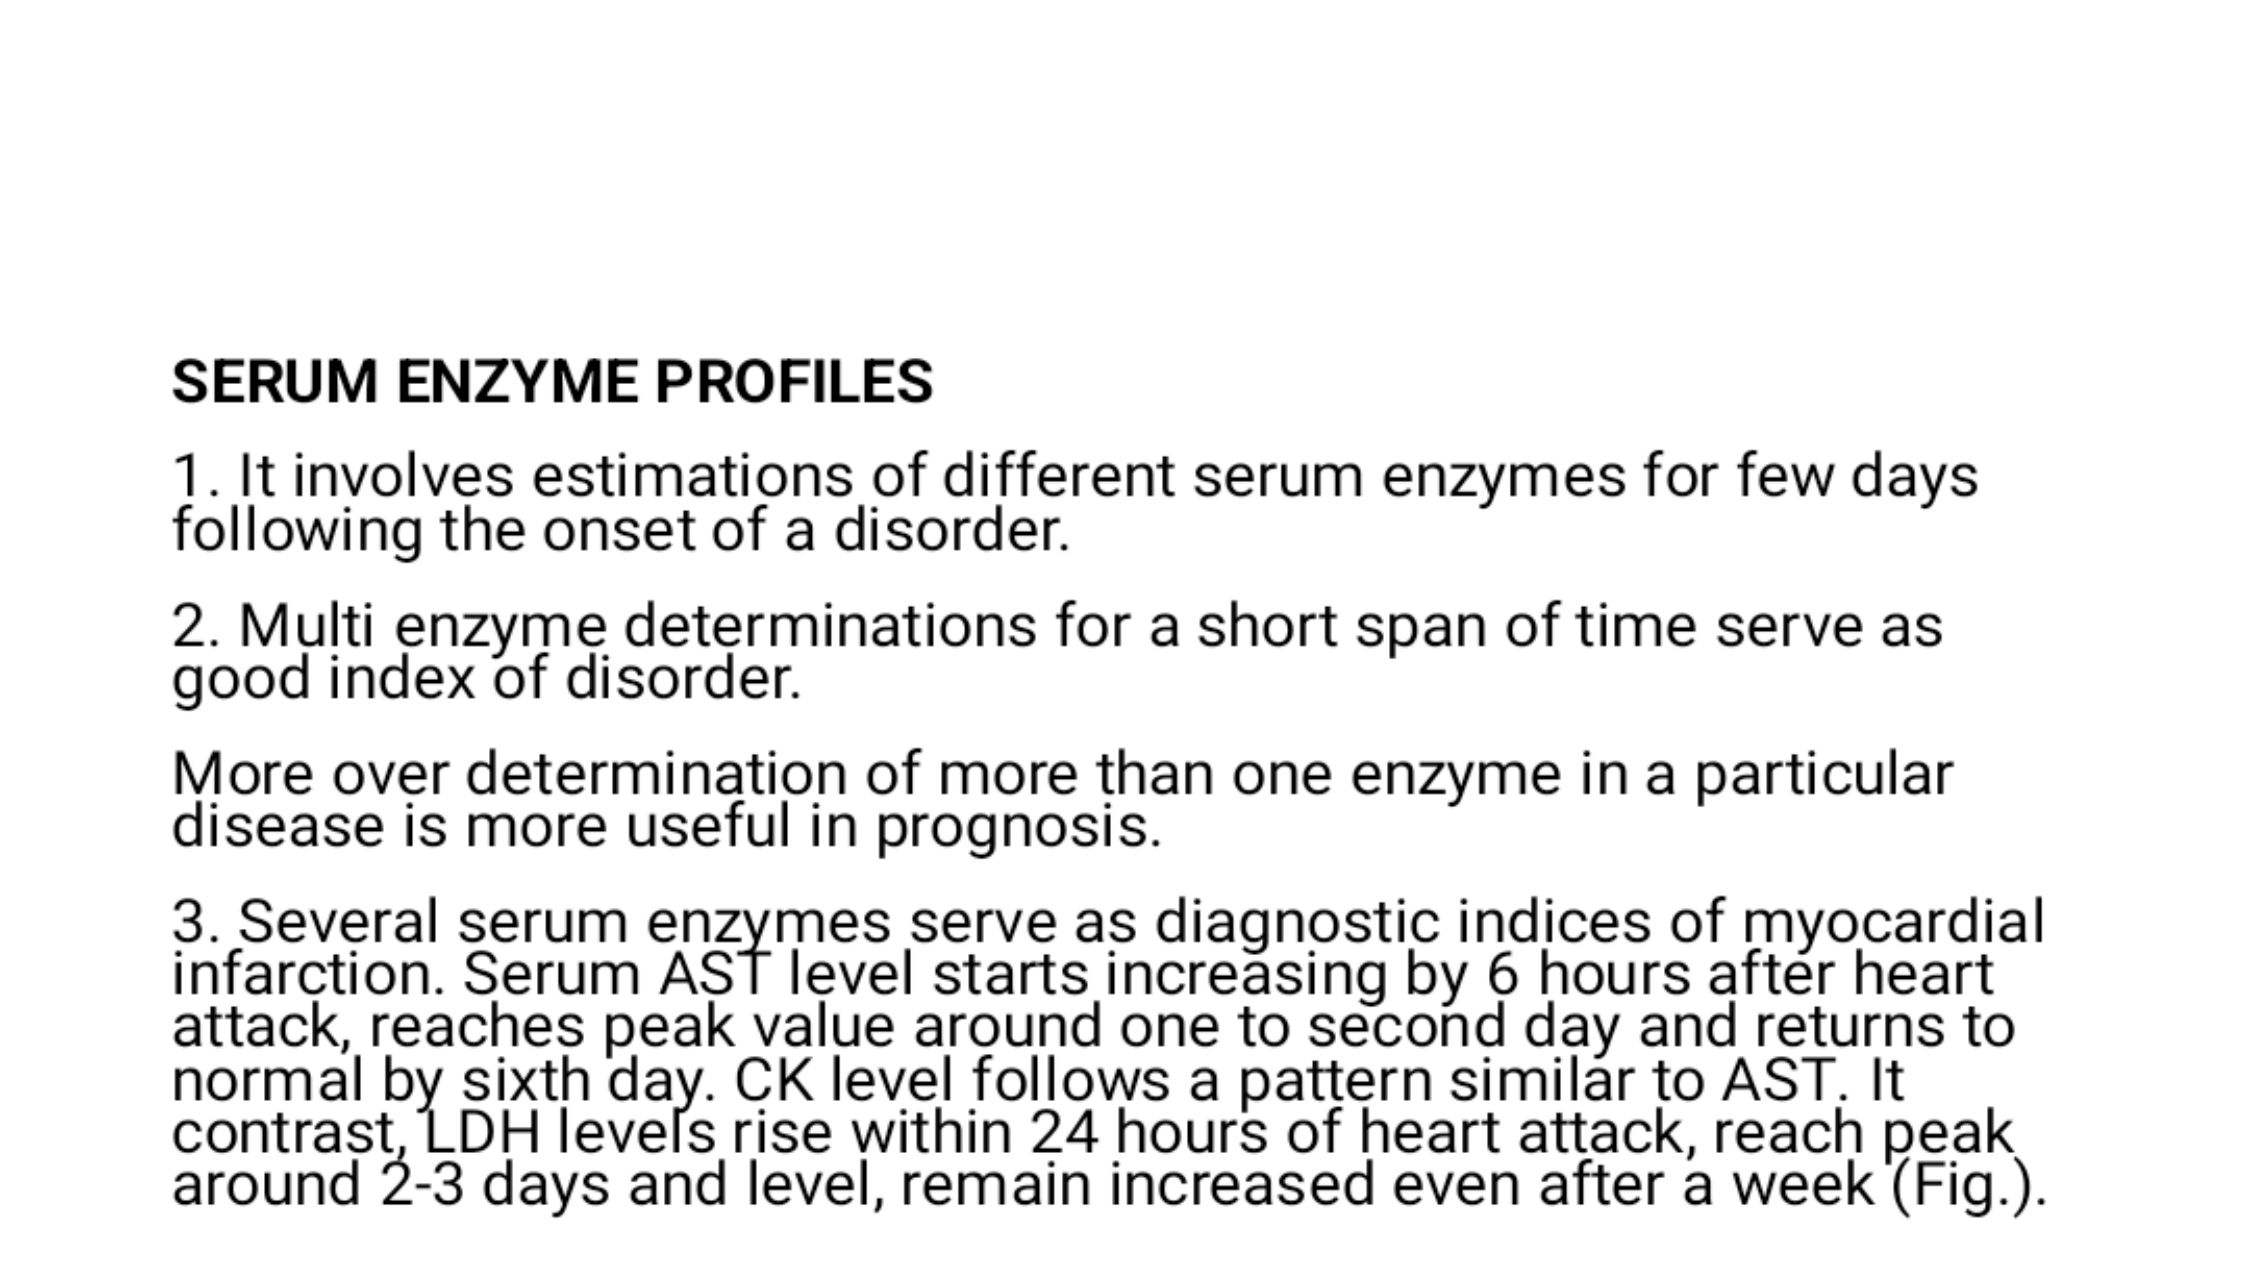 SERUM ENZYME PROFILES
1. It involves estimations of different serum enzymes for few days
following the onset of a disorder.
2. Multi enzyme determinations for a short span of time serve as
good index of disorder.
More over determination of more than one enzyme in a particular
disease is more useful in prognosis.
3. Several serum enzymes serve as diagnostic indices of myocardial
infarction. Serum AST level starts increasing by 6 hours after heart
attack, reaches peak value around one to second day and returns to
normal by sixth day. CK level follows a pattern similar to AST. It
contrast, LDH levels rise within 24 hours of heart attack, reach peak
around 2-3 days and level, remain increased even after a week (Fig.).